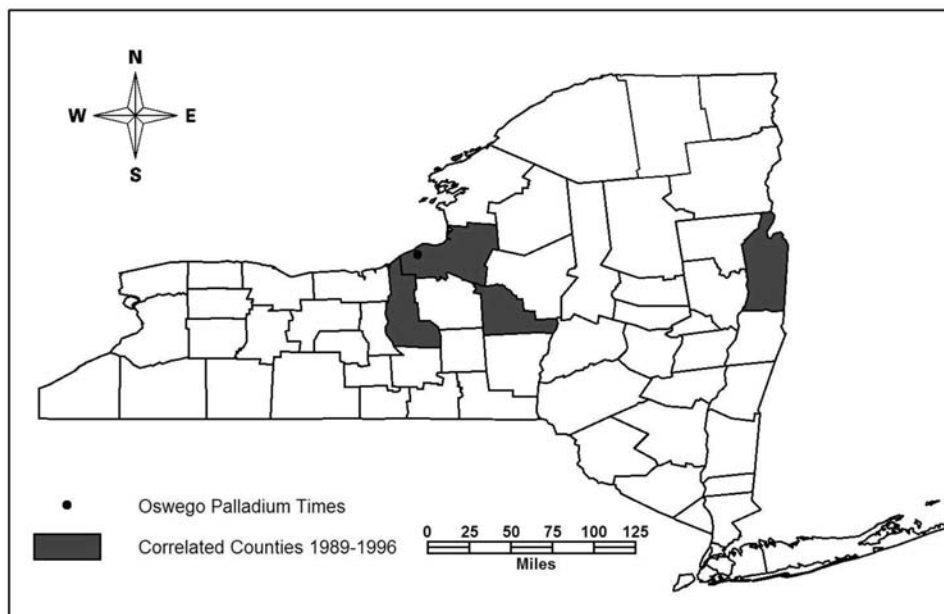 N
W E
S
Oswego Palladium Times
Correlated Counties 1989-1996
0 25 50 75 100 125
Miles